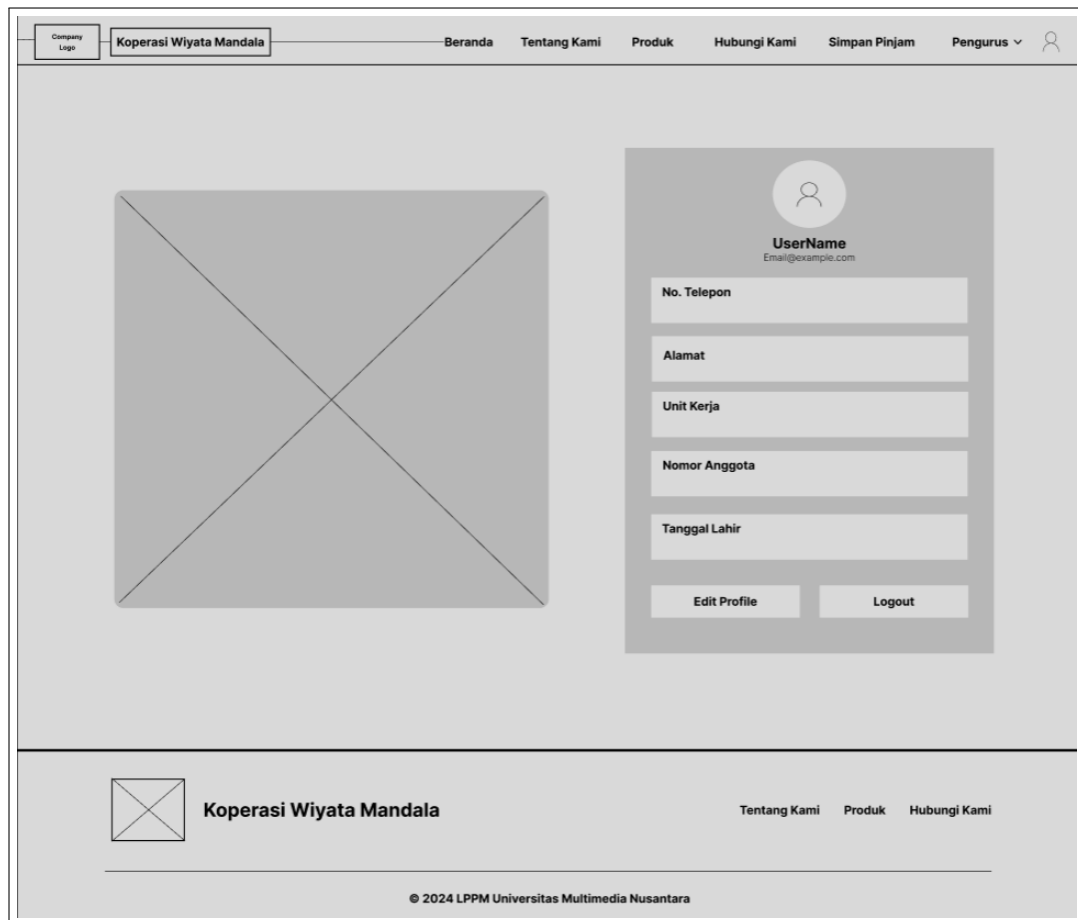 Company
Logo
Koperasi Wiyata Mandala
Beranda
Tentang Kami
Produk
Hubungi Kami
Simpan Pinjam
Pengurus
UserName
Email@example.com
No. Telepon
Alamat
Unit Kerja
Nomor Anggota
Tanggal Lahir
Edit Profile
Logout
Koperasi Wiyata Mandala
Tentang Kami
Produk
Hubungi Kami
© 2024 LPPM Universitas Multimedia Nusantara